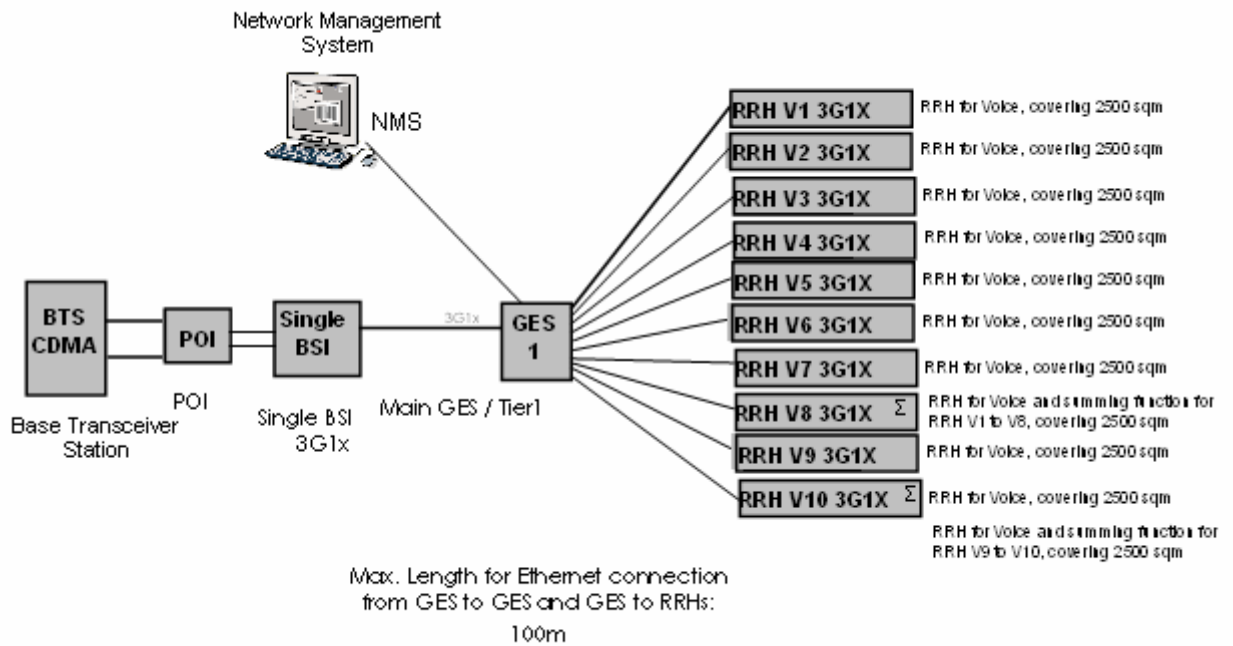 Network Management
System
NMS
BTS
CDMA
Base Transceiver
Station
POI
POI
Single
BSI
Single BSI
3G1x
3G1x
GES
1
Main GES / Tier1
RRH V1 3G1X
RRH for Voice, covering 2500 sqm
RRH V2 3G1X
RRH for Voice, covering 2500 sqm
RRH V3 3G1X
RRH for Voice, covering 2500 sqm
RRH V4 3G1X
RRH for Voice, covering 2500 sqm
RRH V5 3G1X
RRH for Voice, covering 2500 sqm
RRH V6 3G1X
RRH for Voice, covering 2500 sqm
RRH V7 3G1X
RRH for Voice, covering 2500 sqm
RRH V8 3G1X Σ
RRH for Voice and summing function for
RRH V1 to V8, covering 2500 sqm
RRH V9 3G1X
RRH for Voice, covering 2500 sqm
RRH V10 3G1X Σ
RRH for Voice, covering 2500 sqm
RRH for Voice and summing function for
RRH V9 to V10, covering 2500 sqm
Max. Length for Ethernet connection
from GES to GES and GES to RRHs:
100m